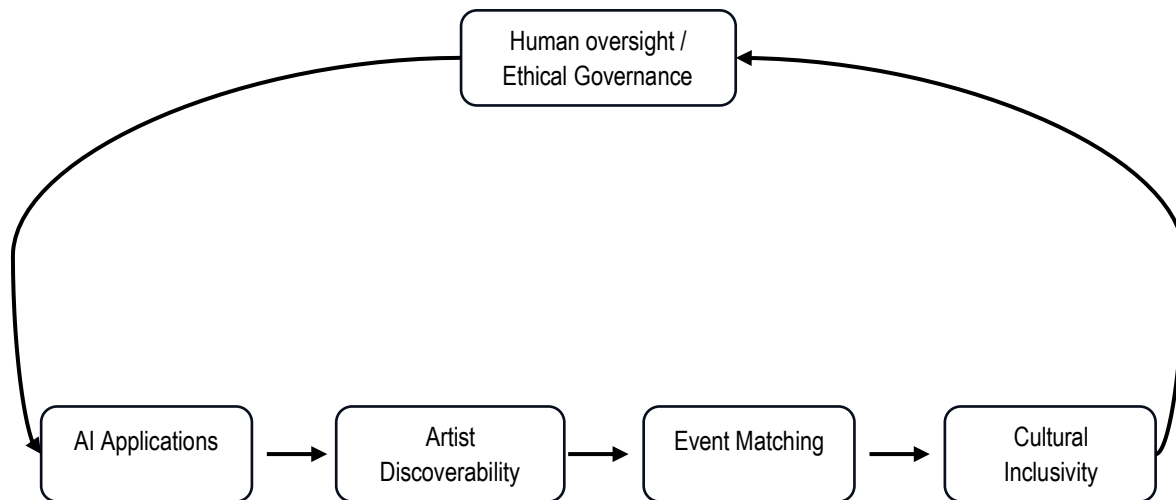 Human oversight /
Ethical Governance
AI Applications
Artist
Discoverability
Event Matching
Cultural
Inclusivity